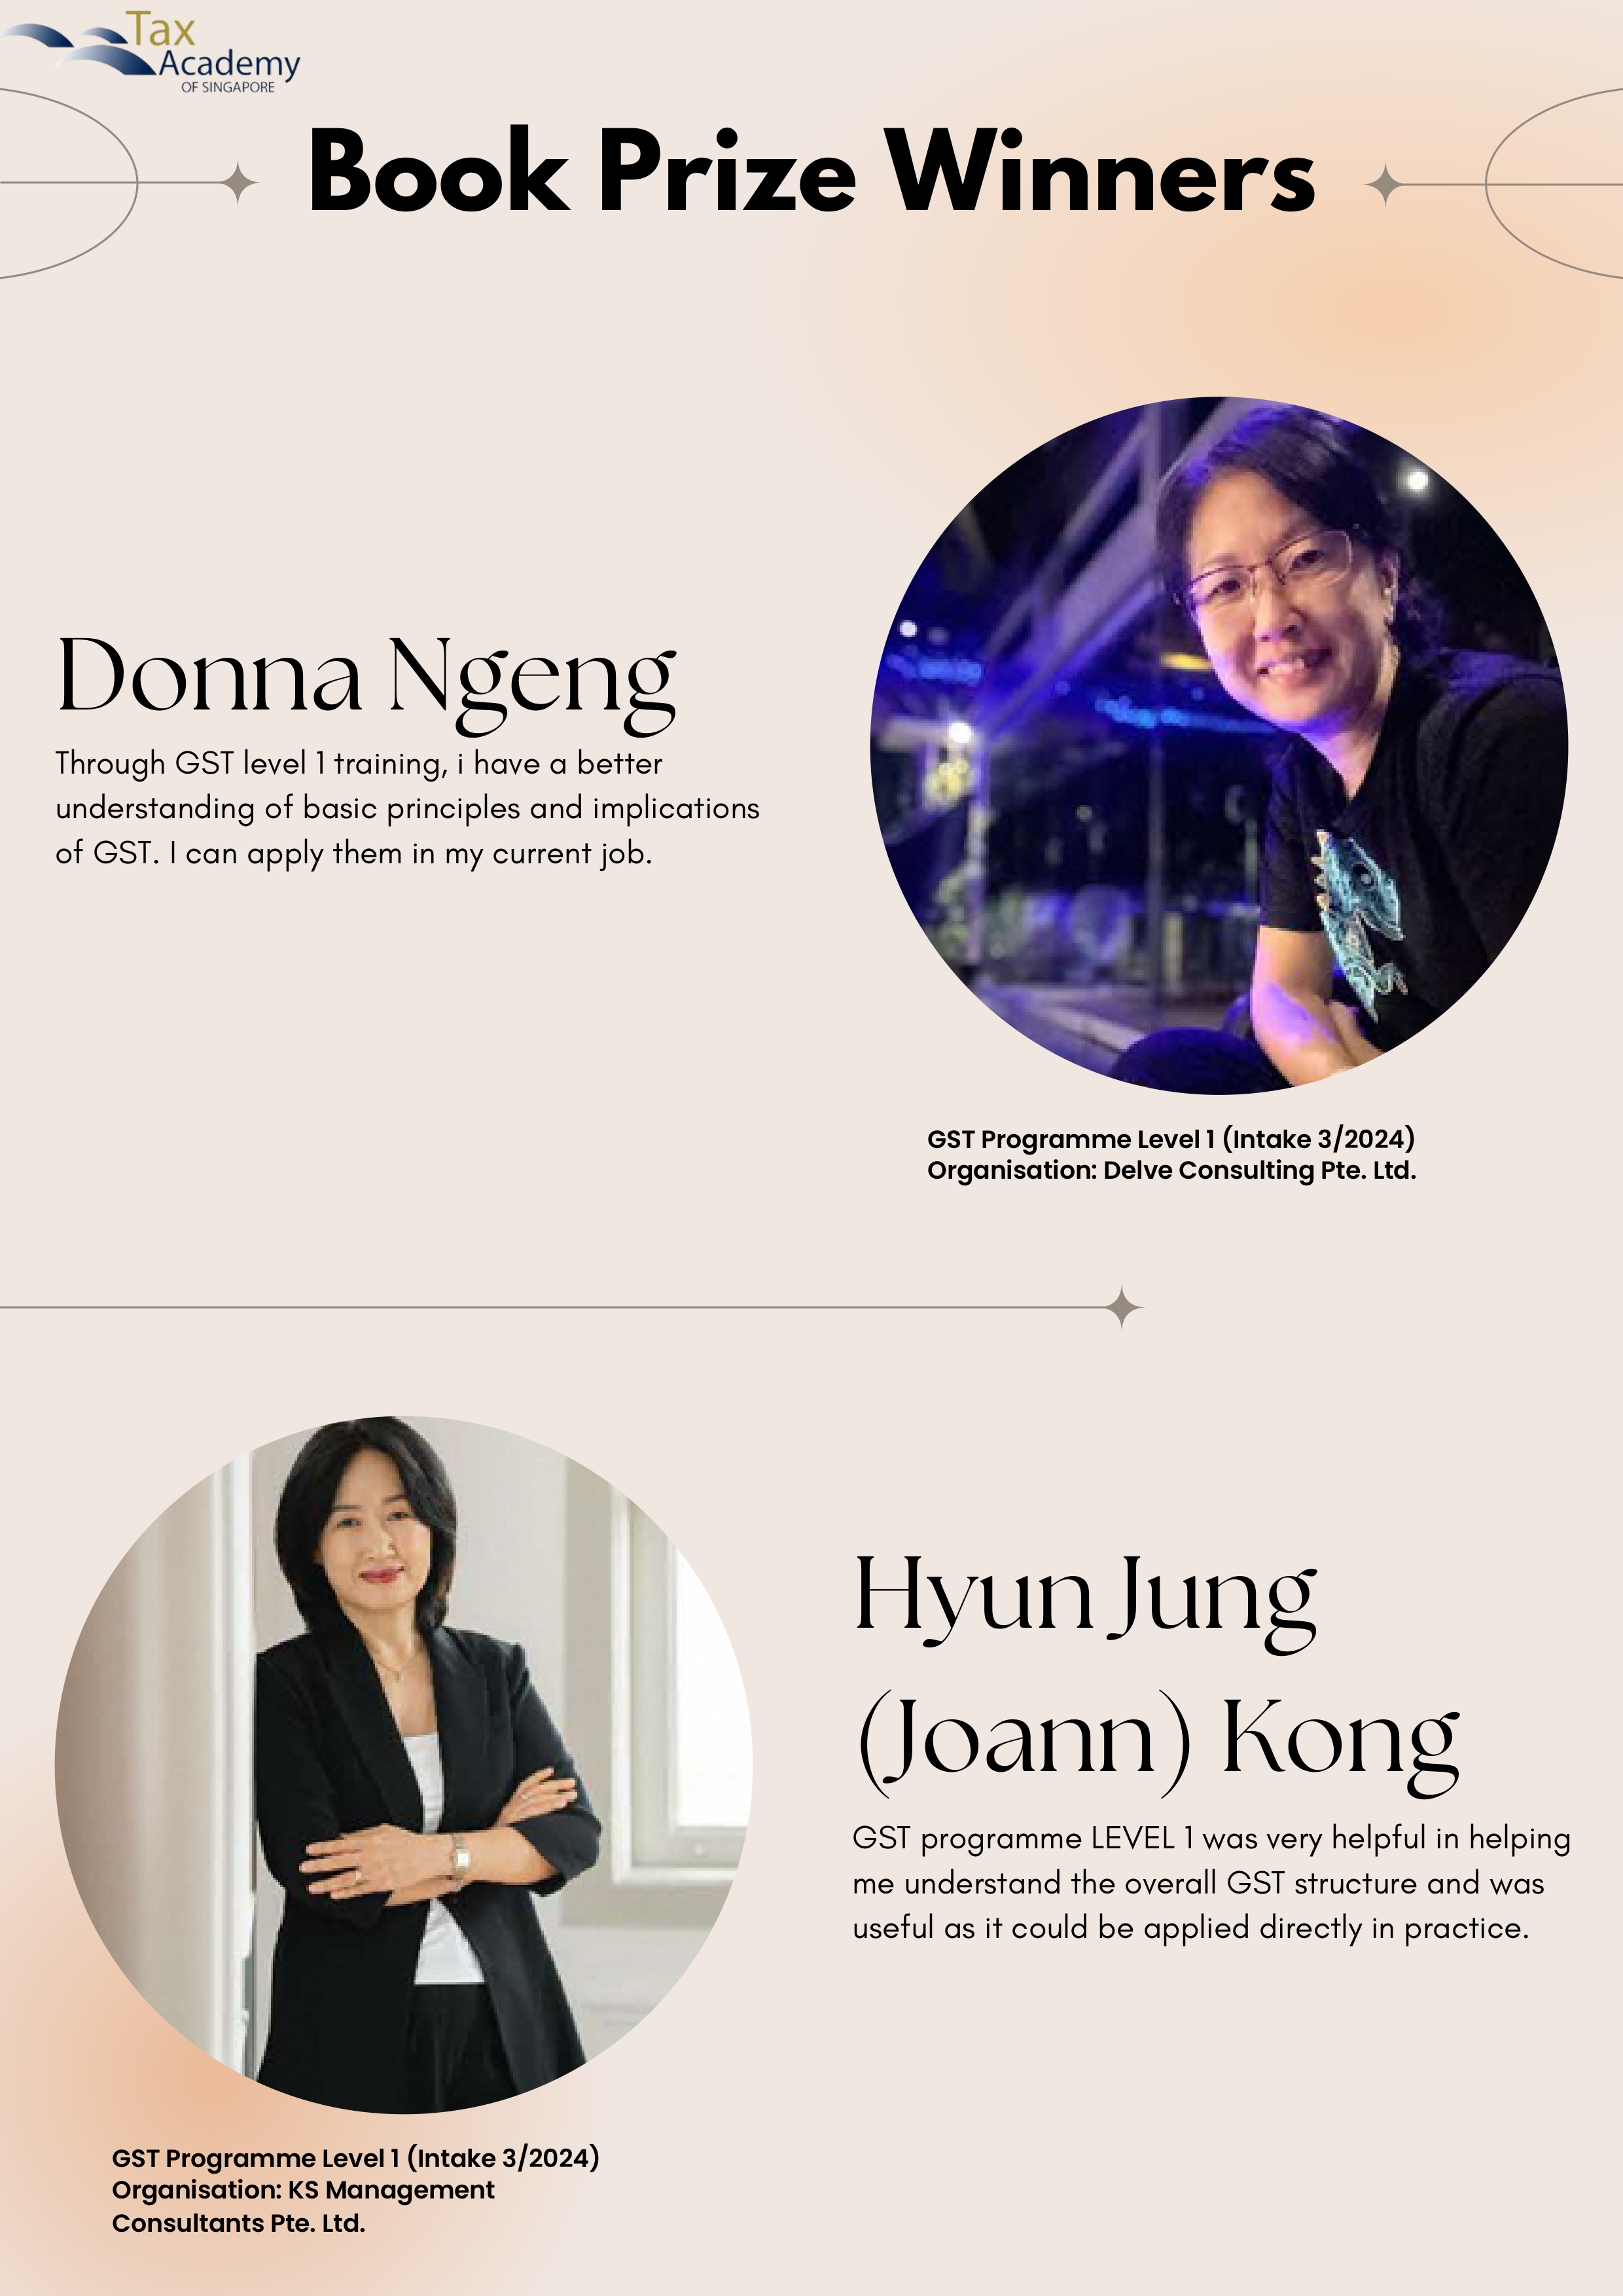 Tax
Academy
OF SINGAPORE
Book Prize Winners
Donna Ngeng
Through GST level 1 training, i have a better
understanding of basic principles and implications
of GST. I can apply them in my current job.
GST Programme Level 1 (Intake 3/2024)
Organisation: Delve Consulting Pte. Ltd.
Hyun Jung
(Joann) Kong
GST programme LEVEL 1 was very helpful in helping
me understand the overall GST structure and was
useful as it could be applied directly in practice.
GST Programme Level 1 (Intake 3/2024)
Organisation: KS Management
Consultants Pte. Ltd.